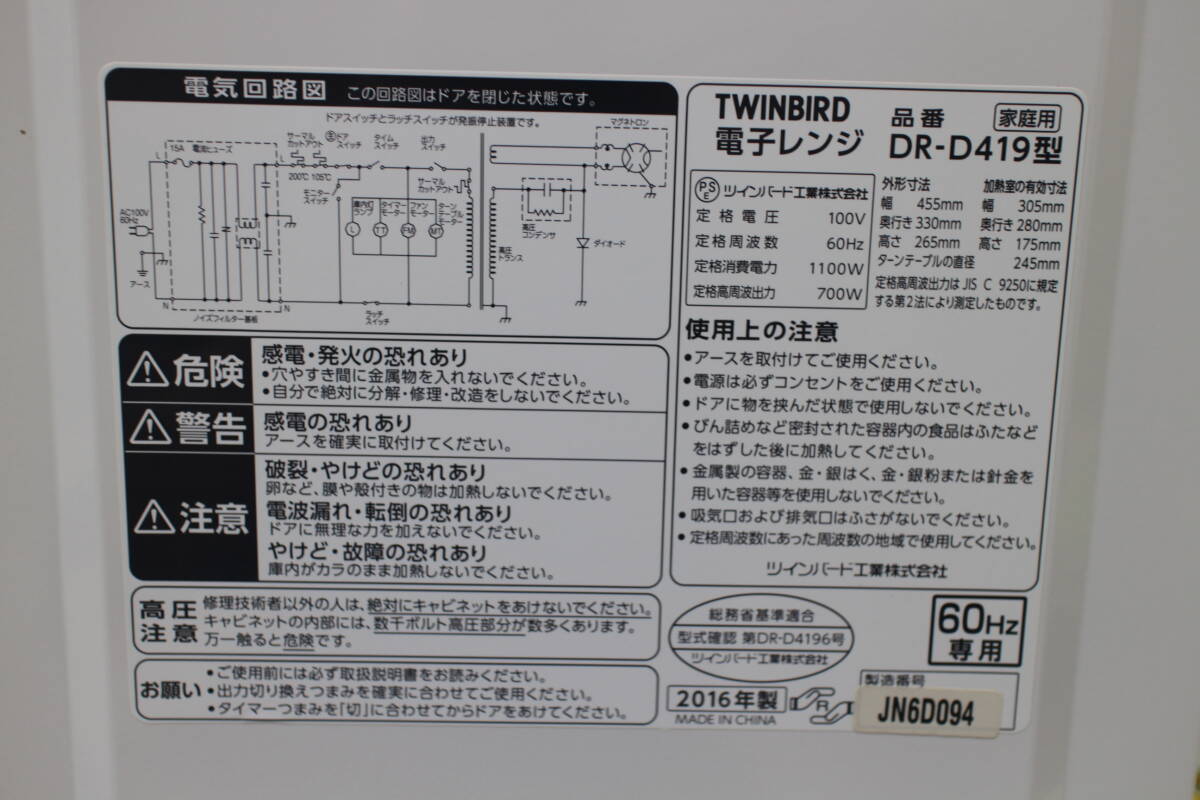 電気回路図 この回路図はドアを閉じた状態です。
ドアスイッチとラッチスイッチが発振停止装置です。
マグネトロン
15A 電流ヒューズ
サーマル
カットアウト
主ドア
スイッチ
タイム
スイッチ
出力
スイッチ
L
L
200℃ 105℃
モニター
スイッチ
サーマル
カットアウト
庫内灯
ランプ
タイマー
モーター
ファン
モーター
ターン
テーブル
モーター
L
TT
FM
MT
AC100V
60Hz
アース
高圧
コンデンサ
高圧
トランス
ダイオード
N
N
ノイズフィルター基板
ラッチ
スイッチ
危険
感電・発火の恐れあり
•穴やすき間に金属物を入れないでください。
•自分で絶対に分解・修理・改造をしないでください。
警告
感電の恐れあり
アースを確実に取付けてください。
注意
破裂・やけどの恐れあり
卵など、膜や殻付きの物は加熱しないでください。
電波漏れ・転倒の恐れあり
ドアに無理な力を加えないでください。
やけど・故障の恐れあり
庫内がカラのまま加熱しないでください。
高圧
注意
修理技術者以外の人は、絶対にキャビネットをあけないでください。
キャビネットの内部には、数千ボルト高圧部分が数多くあります。
万一触ると危険です。
お願い
•ご使用前には必ず取扱説明書をお読みください。
•出力切り換えつまみを確実に合わせてご使用ください。
•タイマーつまみを「切」に合わせてからドアをあけてください。
TWINBIRD
電子レンジ
品番 家庭用
DR-D419型
PSE ツインバード工業株式会社
定格電圧 100V
定格周波数 60Hz
定格消費電力 1100W
定格高周波出力 700W
外形寸法 加熱室の有効寸法
幅 455mm 幅 305mm
奥行き 330mm 奥行き 280mm
高さ 265mm 高さ 175mm
ターンテーブルの直径 245mm
定格高周波出力はJIS C 9250に規定
する第2法により測定したものです。
使用上の注意
•アースを取付けてご使用ください。
•電源は必ずコンセントをご使用ください。
•ドアに物を挟んだ状態で使用しないでください。
•びん詰めなど密封された容器内の食品はふたなど
をはずした後に加熱してください。
•金属製の容器、金・銀はく、金・銀粉または針金を
用いた容器等を使用しないでください。
•吸気口および排気口はふさがないでください。
•定格周波数にあった周波数の地域で使用してください。
ツインバード工業株式会社
総務省基準適合
型式確認 第DR-D4196号
ツインバード工業株式会社
60Hz
専用
2016年製
MADE IN CHINA
R
製造番号
JN6D094